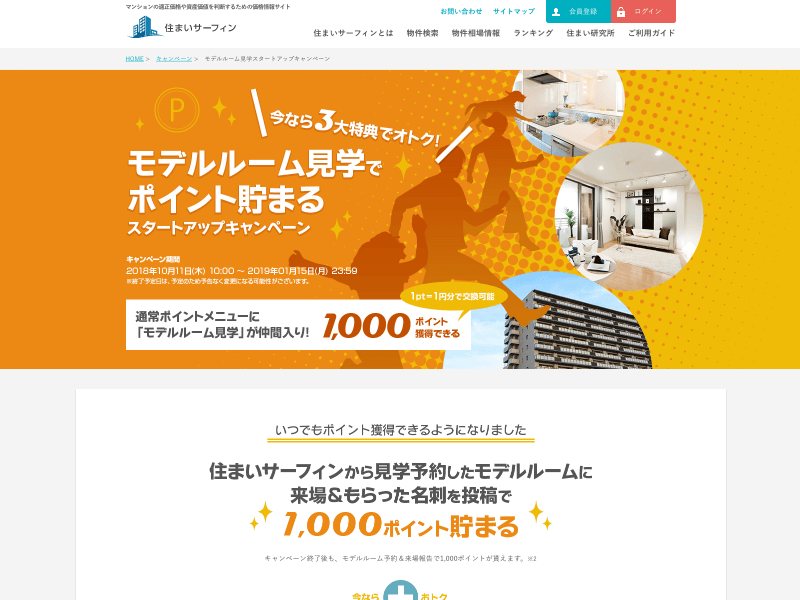 マンションの適正価格や資産価値を判断するための価格情報サイト
住まいサーフィン
お問い合わせ サイトマップ 会員登録 ログイン
住まいサーフィンとは 物件検索 物件相場情報 ランキング 住まい研究所 ご利用ガイド
HOME > キャンペーン > モデルルーム見学スタートアップキャンペーン
P
今なら3大特典でオトク!
モデルルーム見学で
ポイント貯まる
スタートアップキャンペーン
キャンペーン期間
2018年10月11日(木) 10:00 〜 2019年01月15日(月) 23:59
※終了予定日は、予定のため予告なく変更になる可能性がございます。
1pt=1円分で交換可能
通常ポイントメニューに
「モデルルーム見学」が仲間入り!
1,000 ポイント
獲得できる
いつでもポイント獲得できるようになりました
住まいサーフィンから見学予約したモデルルームに
来場&もらった名刺を投稿で
1,000ポイント貯まる
キャンペーン終了後も、モデルルーム予約&来場報告で1,000ポイントが貰えます。※2
今なら おトク